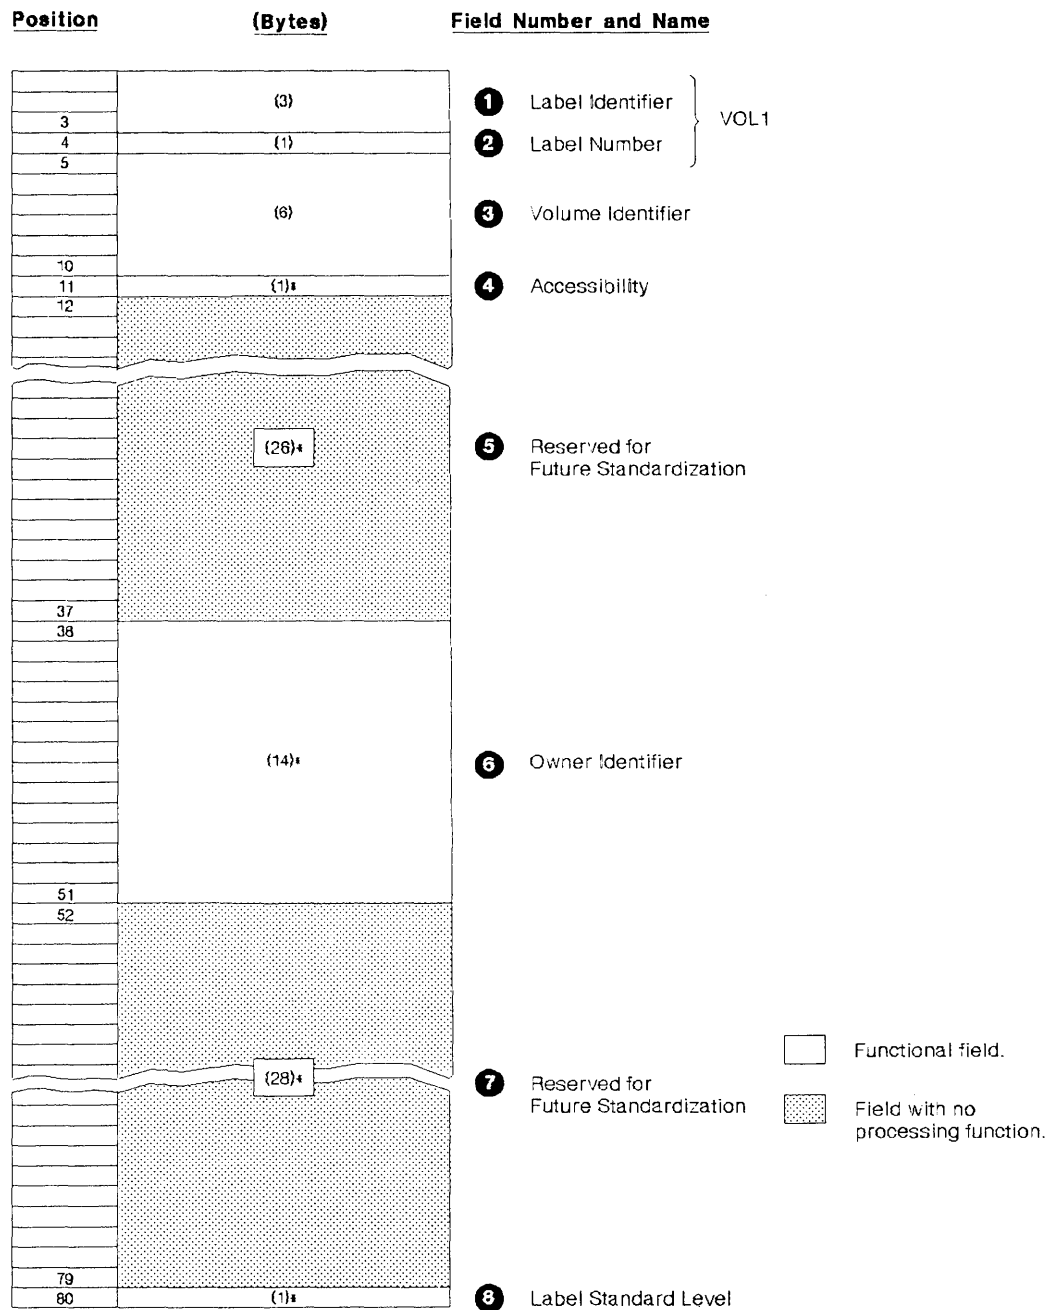 Position (Bytes) Field Number and Name
(3)
1 Label Identifier
VOL1
3
4 (1) 2 Label Number
5
(6) 3 Volume Identifier
10
11 (1)* 4 Accessibility
12
(26)* 5 Reserved for
Future Standardization
37
38
(14)* 6 Owner Identifier
51
52
Functional field.
(28)* 7 Reserved for
Future Standardization
Field with no
processing function.
79
80 (1)* 8 Label Standard Level